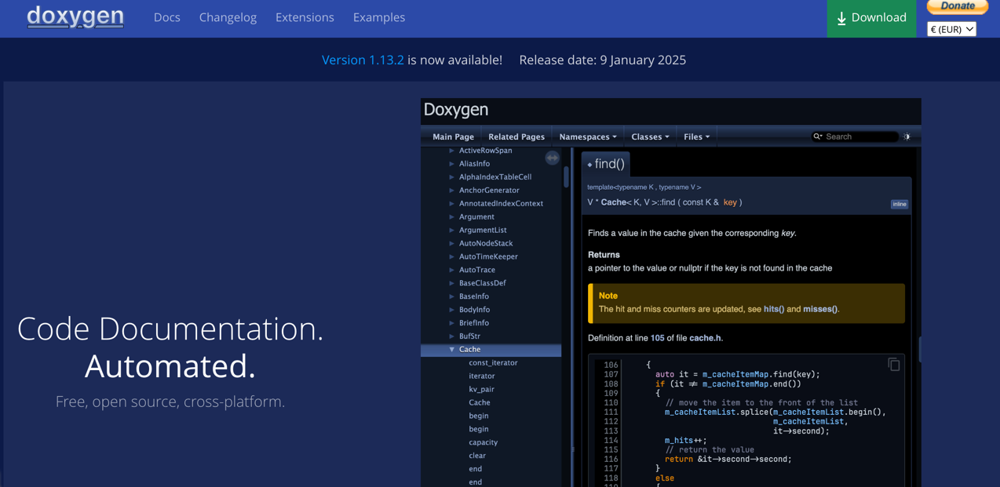 doxygen
Docs Changelog Extensions Examples
Download
Donate
€ (EUR)
Version 1.13.2 is now available! Release date: 9 January 2025
Code Documentation.
Automated.
Free, open source, cross-platform.
Doxygen
Main Page Related Pages Namespaces Classes Files Search
ActiveRowSpan
AliasInfo
AlphaIndexTableCell
AnchorGenerator
AnnotatedIndexContext
Argument
ArgumentList
AutoNodeStack
AutoTimeKeeper
AutoTrace
BaseClassDef
BaseInfo
BodyInfo
BriefInfo
BufStr
Cache
const_iterator
iterator
kv_pair
Cache
begin
begin
capacity
clear
end
end
◆ find()
template<typename K , typename V >
V * Cache< K, V >::find ( const K & key )
inline
Finds a value in the cache given the corresponding key.
Returns
a pointer to the value or nullptr if the key is not found in the cache
Note
The hit and miss counters are updated, see hits() and misses().
Definition at line 105 of file cache.h.
106 {
107 auto it = m_cacheItemMap.find(key);
108 if (it != m_cacheItemMap.end())
109 {
110 // move the item to the front of the list
111 m_cacheItemList.splice(m_cacheItemList.begin(),
112 m_cacheItemList,
113 it->second);
114 m_hits++;
115 // return the value
116 return &it->second->second;
117 }
118 else
119 {